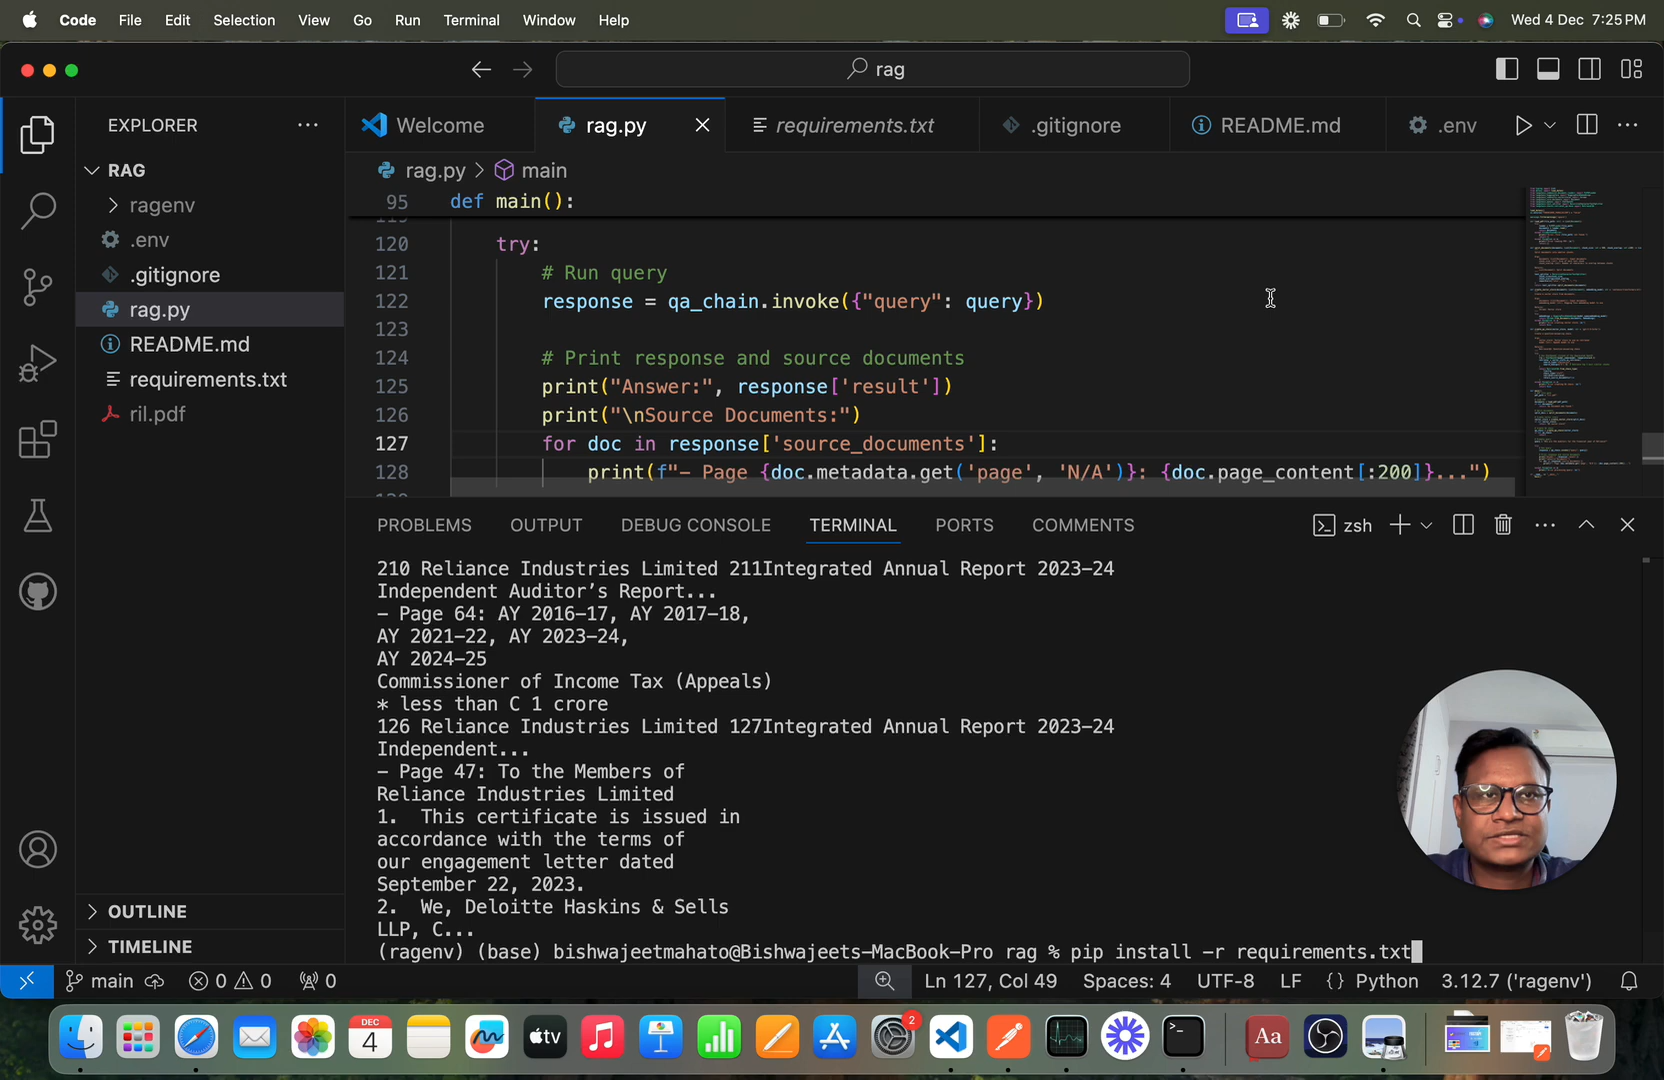 Code File Edit Selection View Go Run Terminal Window Help
2
Wed 4 Dec 7:25 PM
rag
EXPLORER
Welcome
rag.py
requirements.txt
.gitignore
README.md
.env
RAG
ragenv
.env
.gitignore
rag.py
README.md
requirements.txt
ril.pdf
OUTLINE
TIMELINE
rag.py > main
95 def main():
119
120 try:
121 # Run query
122 response = qa_chain.invoke({"query": query})
123
124 # Print response and source documents
125 print("Answer:", response['result'])
126 print("\nSource Documents:")
127 for doc in response['source_documents']:
128 print(f"- Page {doc.metadata.get('page', 'N/A')}: {doc.page_content[:200]}...")
PROBLEMS OUTPUT DEBUG CONSOLE TERMINAL PORTS COMMENTS
zsh
210 Reliance Industries Limited 211Integrated Annual Report 2023-24
Independent Auditor’s Report...
- Page 64: AY 2016-17, AY 2017-18,
AY 2021-22, AY 2023-24,
AY 2024-25
Commissioner of Income Tax (Appeals)
* less than C 1 crore
126 Reliance Industries Limited 127Integrated Annual Report 2023-24
Independent...
- Page 47: To the Members of
Reliance Industries Limited
1. This certificate is issued in
accordance with the terms of
our engagement letter dated
September 22, 2023.
2. We, Deloitte Haskins & Sells
LLP, C...
(ragenv) (base) bishwajeetmahato@Bishwajeets-MacBook-Pro rag % pip install -r requirements.txt
main 0 0 0
Ln 127, Col 49 Spaces: 4 UTF-8 LF {} Python 3.12.7 ('ragenv')
DEC
4
tv
Aa